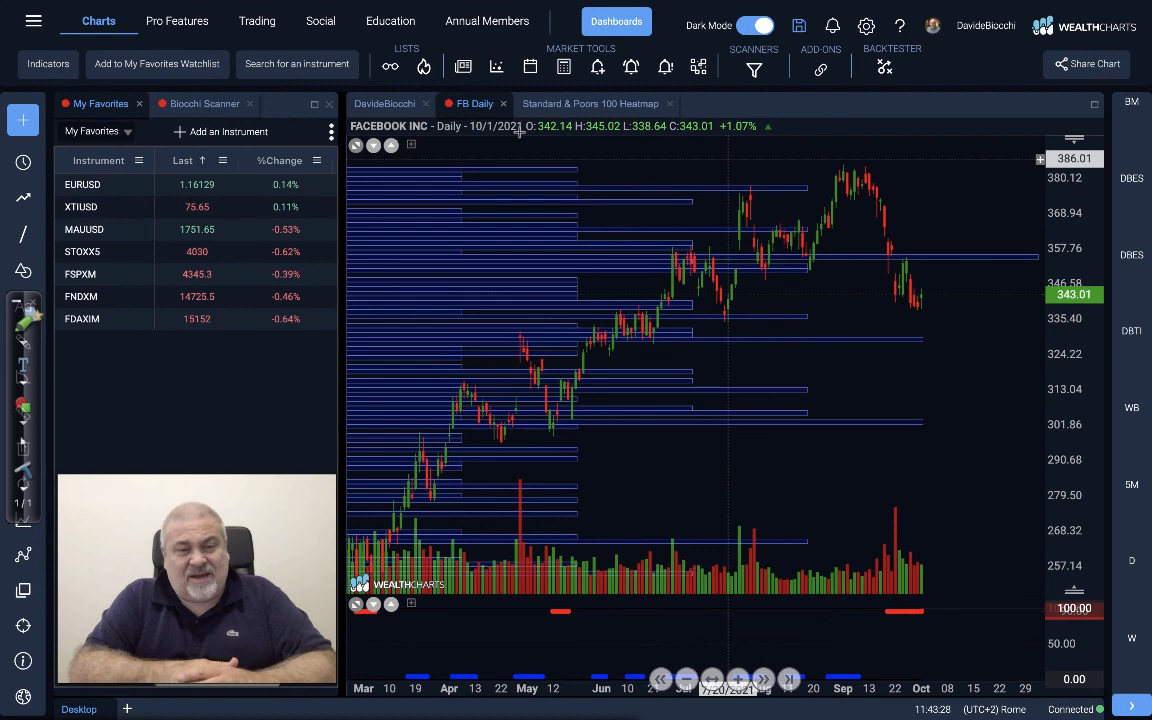 Charts
Pro Features
Trading
Social
Education
Annual Members
Dashboards
Dark Mode
DavideBiocchi
WEALTHCHARTS
Indicators
Add to My Favorites Watchlist
Search for an instrument
LISTS
MARKET TOOLS
SCANNERS
ADD-ONS
BACKTESTER
Share Chart
My Favorites
Biocchi Scanner
My Favorites
Add an Instrument
Instrument Last %Change
EURUSD 1.16129 0.14%
XTIUSD 75.65 0.11%
MAUUSD 1751.65 -0.53%
STOXX5 4030 -0.62%
FSPXM 4345.3 -0.39%
FNDXM 14725.5 -0.46%
FDAXIM 15152 -0.64%
1/1
DavideBiocchi
FB Daily
Standard & Poors 100 Heatmap
FACEBOOK INC - Daily - 10/1/2021 O: 342.14 H:345.02 L:338.64 C:343.01 +1.07%
386.01
380.12
368.94
357.76
346.58
343.01
335.40
324.22
313.04
301.86
290.68
279.50
268.32
257.14
WEALTHCHARTS
100.00
50.00
0.00
Mar 10 19 Apr 13 22 May 12 Jun 10 7/20/2021 20 Sep 13 22 Oct 08 15 22 29
BM
DBES
DBES
DBTI
WB
5M
D
W
Desktop
11:43:28
(UTC+2) Rome
Connected